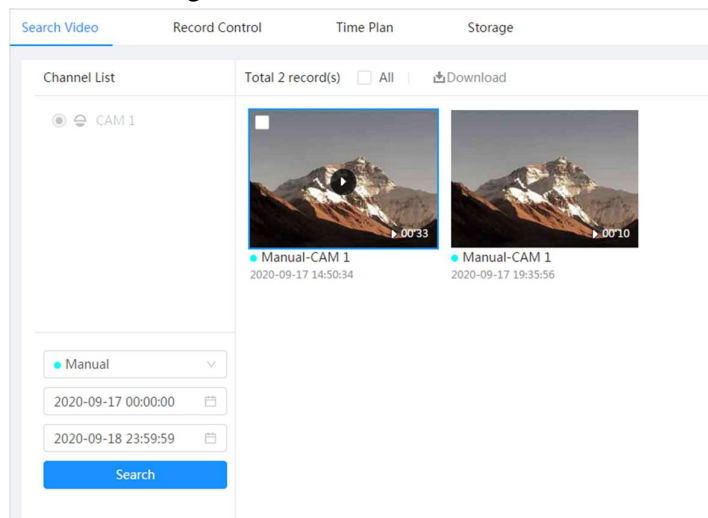 Search Video Record Control Time Plan Storage
Channel List
Total 2 record(s) All Download
CAM 1
00'33
00'10
Manual-CAM 1
2020-09-17 14:50:34
Manual-CAM 1
2020-09-17 19:35:56
Manual
2020-09-17 00:00:00
2020-09-18 23:59:59
Search